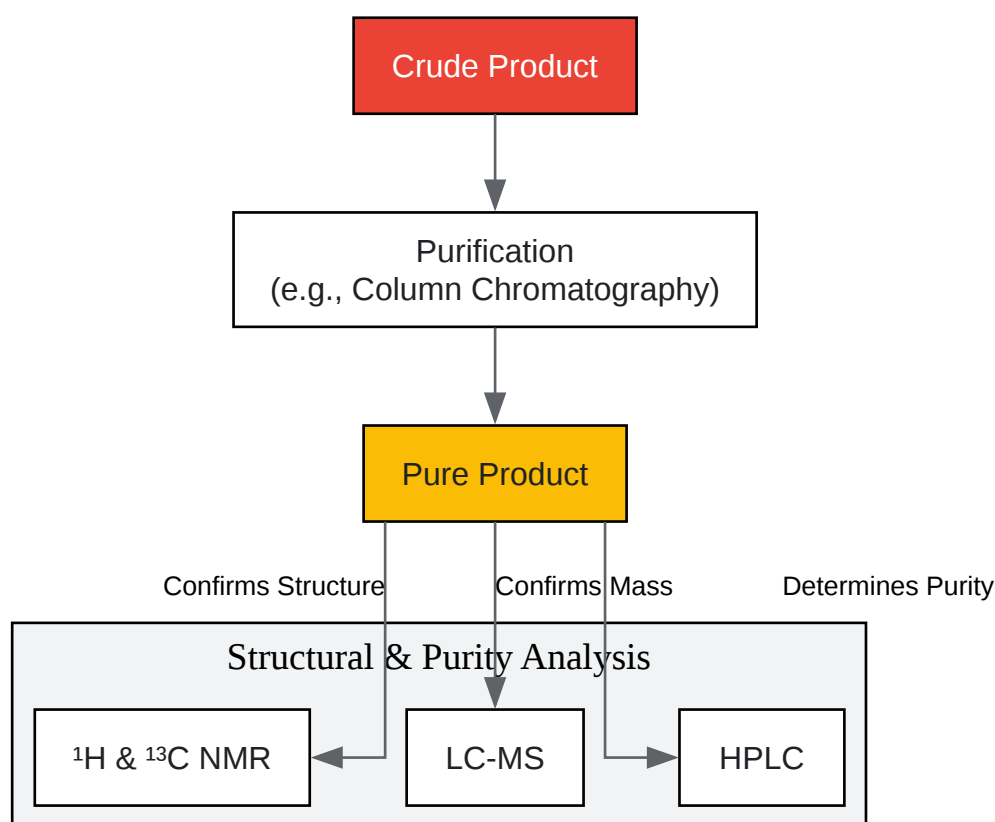 Crude Product
Purification
(e.g., Column Chromatography)
Pure Product
Confirms Structure
Confirms Mass
Determines Purity
Structural & Purity Analysis
¹H & ¹³C NMR
LC-MS
HPLC